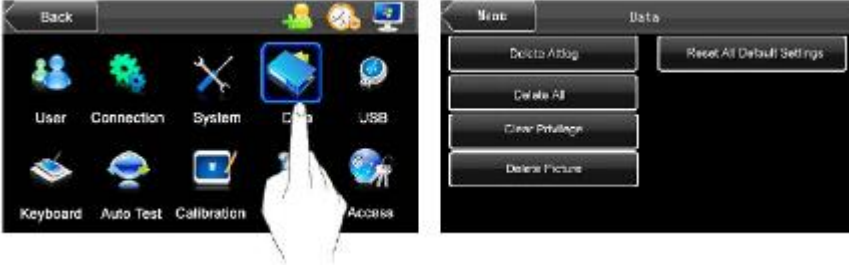 Back
User Connection System USB
Keyboard Auto Test Calibration Access
Menu Data
Delete Attlog Reset All Default Settings
Delete All
Clear Privilege
Delete Picture